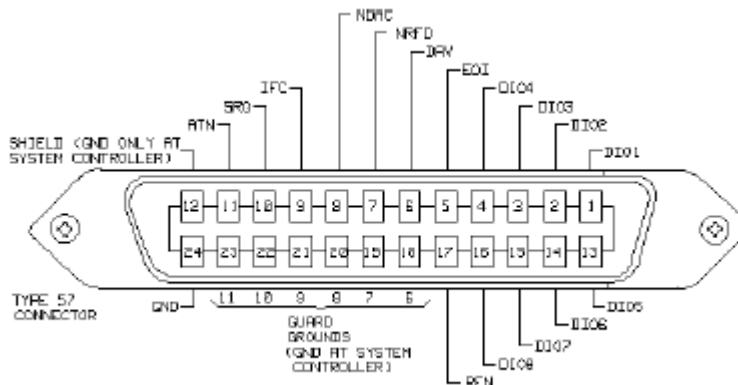 NDAC
NRFD
DAV
IFC
EOI
SRQ
DIO4
ATN
DIO3
DIO2
SHIELD (GND ONLY AT
SYSTEM CONTROLLER)
DIO1
12 11 10 9 8 7 6 5 4 3 2 1
24 23 22 21 20 19 18 17 16 15 14 13
TYPE 57
CONNECTOR
GND
11 10 9 8 7 6
DIO5
GUARD
GROUNDS
(GND AT SYSTEM
CONTROLLER)
DIO6
DIO7
DIO8
REN